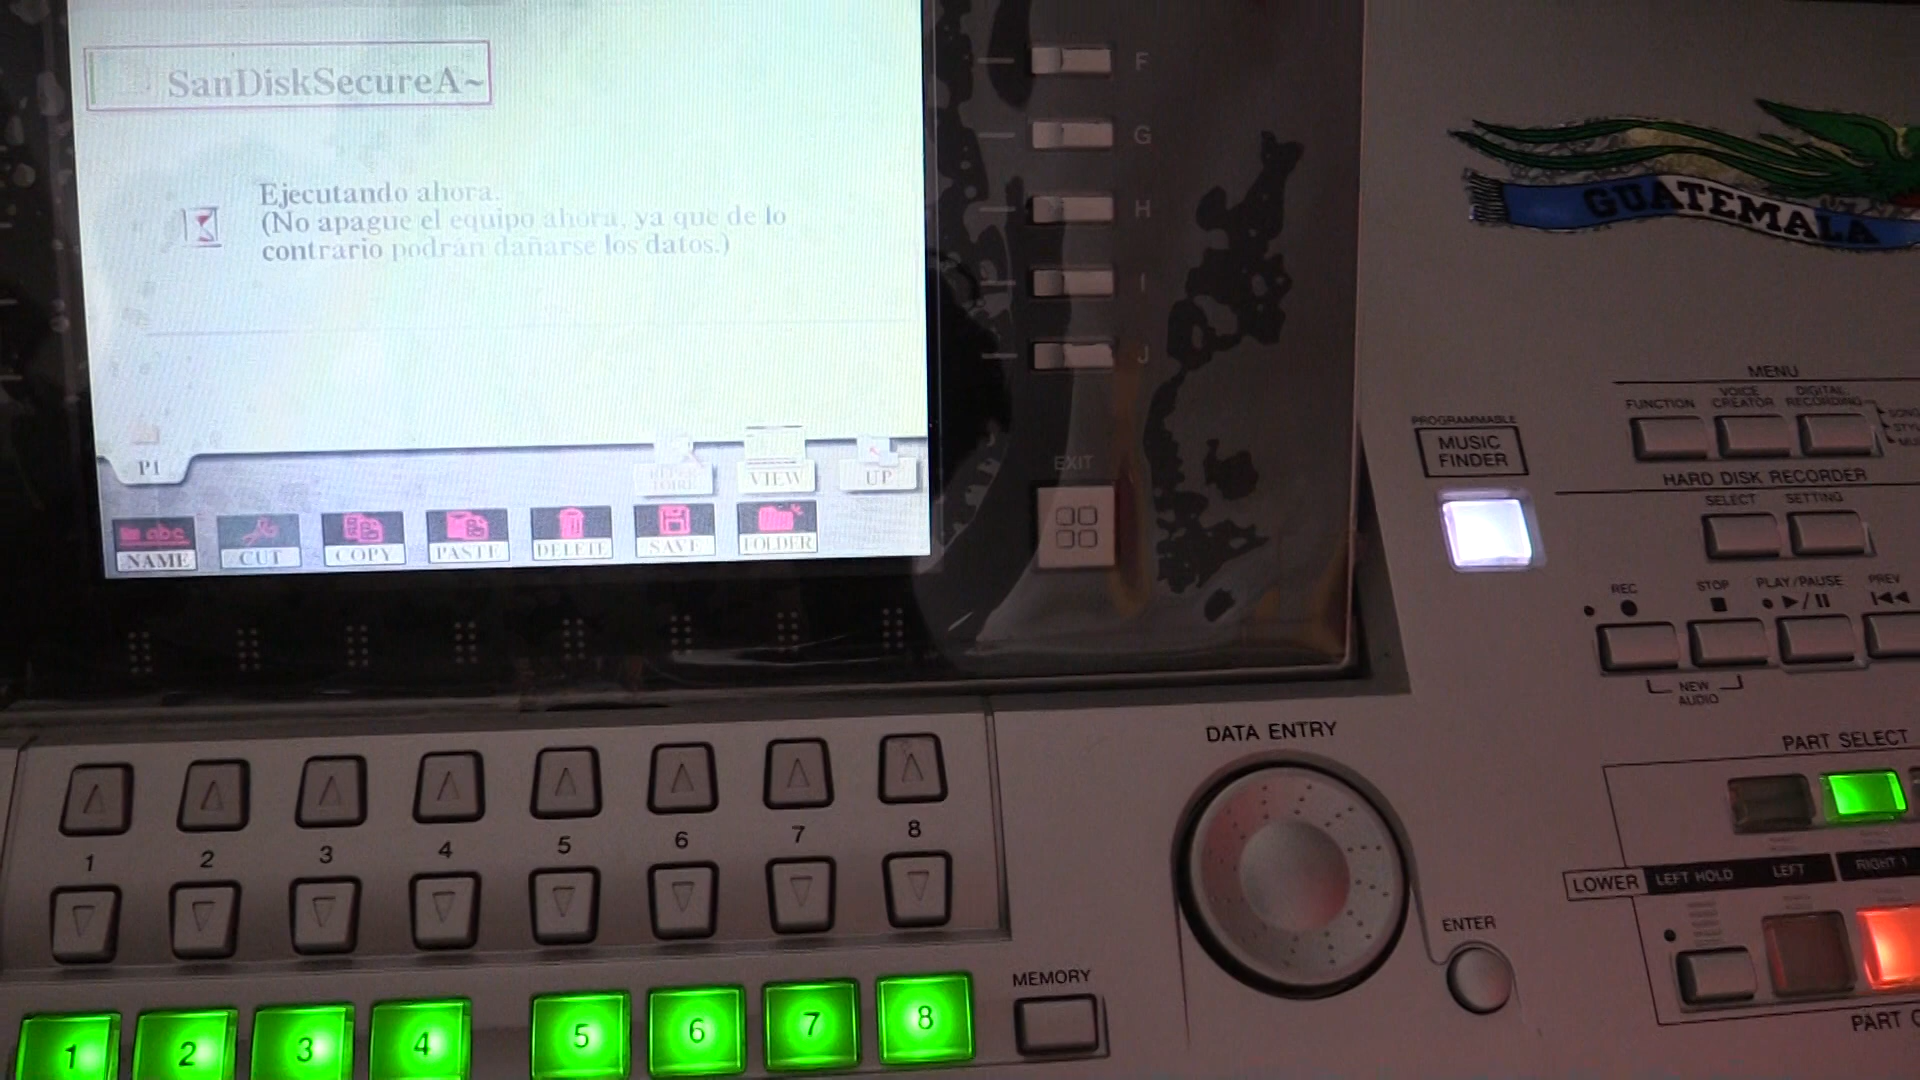 SanDiskSecureA~
Ejecutando ahora.
(No apague el equipo ahora, ya que de lo
contrario podrán dañarse los datos.)
P1
VIEW
UP
NAME
CUT
COPY
PASTE
DELETE
SAVE
FOLDER
F
G
H
I
J
EXIT
GUATEMALA
MENU
FUNCTION
VOICE
CREATOR
DIGITAL
RECORDING
PROGRAMMABLE
MUSIC
FINDER
HARD DISK RECORDER
SELECT
SETTING
REC
STOP
PLAY/PAUSE
PREV
NEW
AUDIO
DATA ENTRY
PART SELECT
1
2
3
4
5
6
7
8
LOWER
LEFT HOLD
LEFT
RIGHT 1
ENTER
MEMORY
1
2
3
4
5
6
7
8